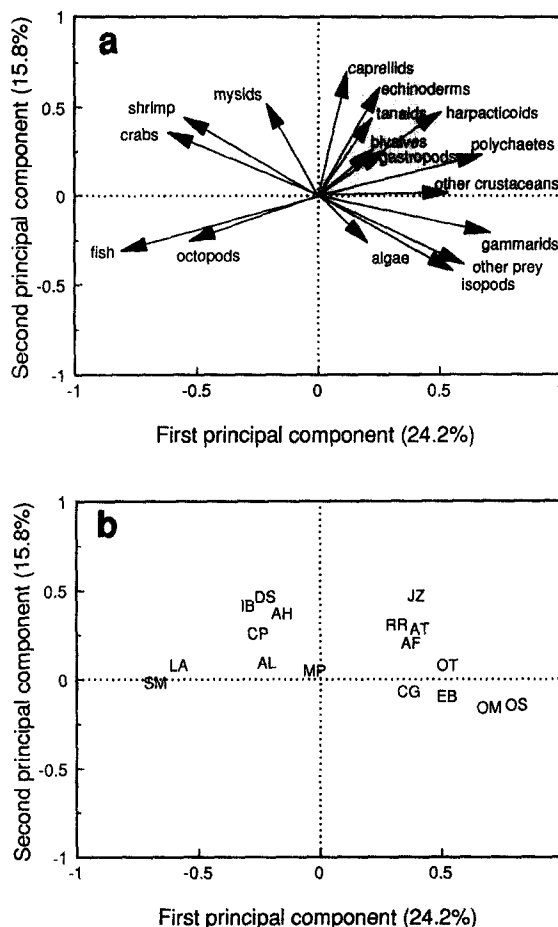 a
Second principal component (15.8%)
1
0.5
0
-0.5
-1
caprellids
echinoderms
mysids
tanaids
harpacticoids
shrimp
crabs
bivalves
gastropods
polychaetes
other crustaceans
fish
octopods
algae
gammarids
other prey
isopods
-1
-0.5
0
0.5
1
First principal component (24.2%)
b
Second principal component (15.8%)
1
0.5
0
-0.5
-1
IB DS
AH
CP
JZ
RR AT
AF
LA
AL
MP
OT
SM
CG
EB
OM OS
-1
-0.5
0
0.5
1
First principal component (24.2%)